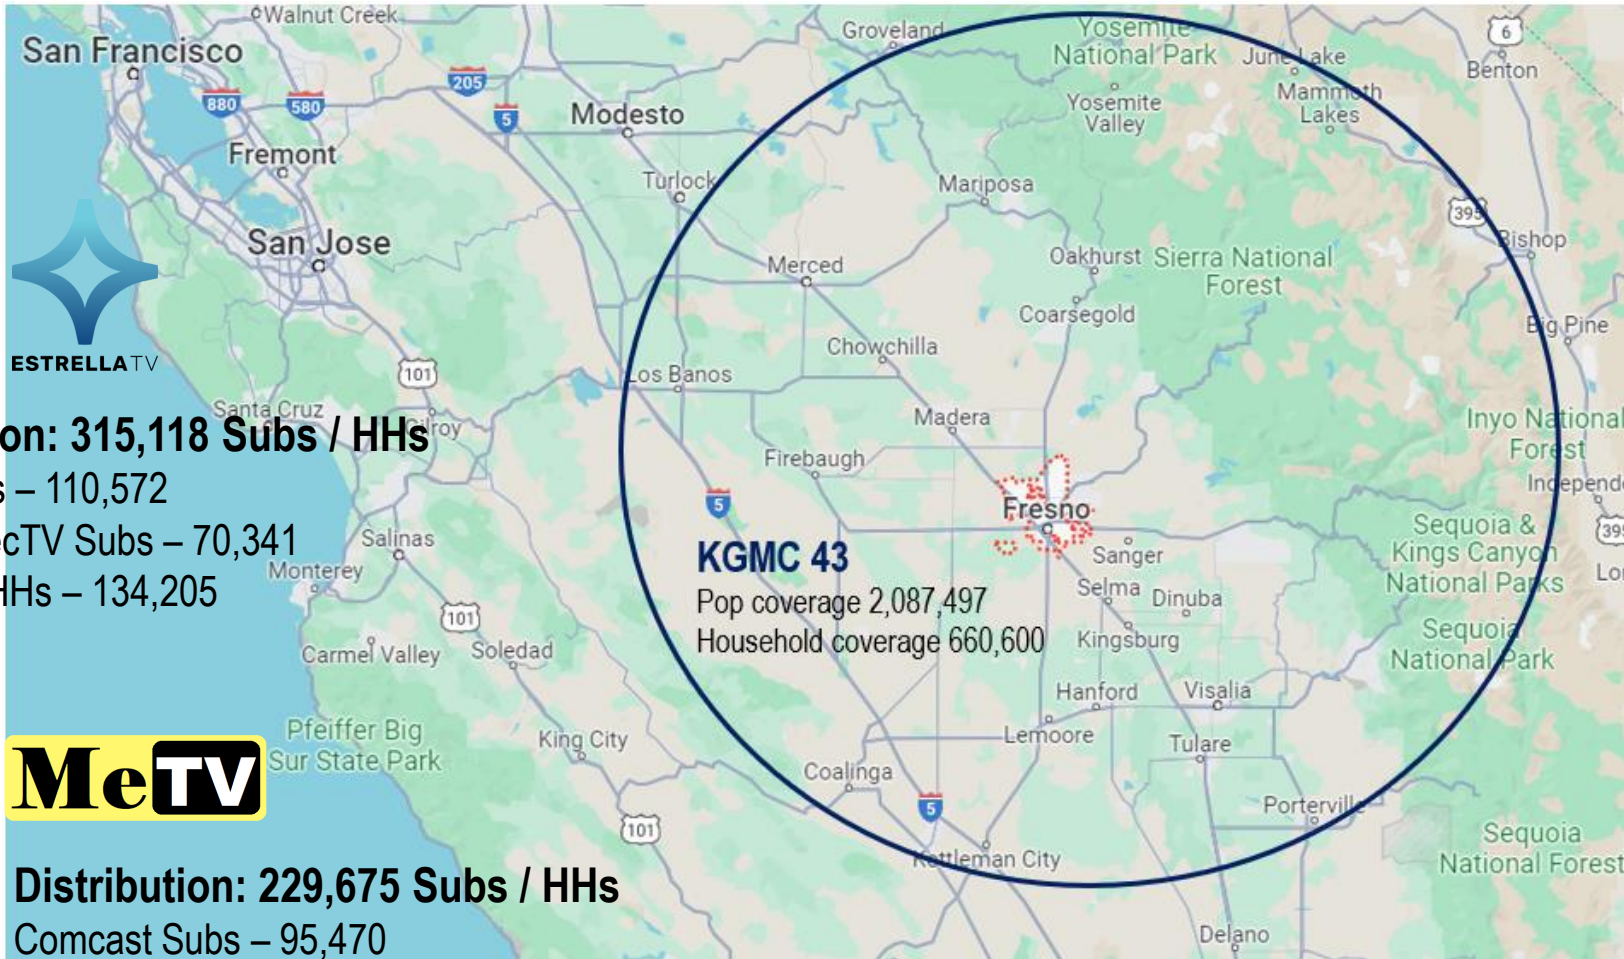 Walnut Creek
San Francisco
880
580
205
5
Fremont
San Jose
Modesto
Turlock
Groveland
Yosemite
National Park
June Lake
6
Benton
Yosemite
Valley
Mammoth
Lakes
Mariposa
395
Bishop
Merced
Oakhurst
Sierra National
Forest
Coarsegold
Big Pine
Chowchilla
ESTRELLATV
101
Los Banos
Santa Cruz
Gilroy
Madera
Inyo National
Forest
on: 315,118 Subs / HHs
s – 110,572
ecTV Subs – 70,341
HHs – 134,205
Firebaugh
Independ
5
Fresno
Salinas
Monterey
Sanger
Sequoia &
Kings Canyon
National Parks
395
Lo
KGMC 43
Pop coverage 2,087,497
Household coverage 660,600
Selma
Dinuba
Kingsburg
101
Carmel Valley
Soledad
Sequoia
National Park
Hanford
Visalia
Lemoore
Tulare
Pfeiffer Big
Sur State Park
King City
MeTV
Coalinga
5
Porterville
101
Kettleman City
Sequoia
National Forest
Distribution: 229,675 Subs / HHs
Comcast Subs – 95,470
Delano